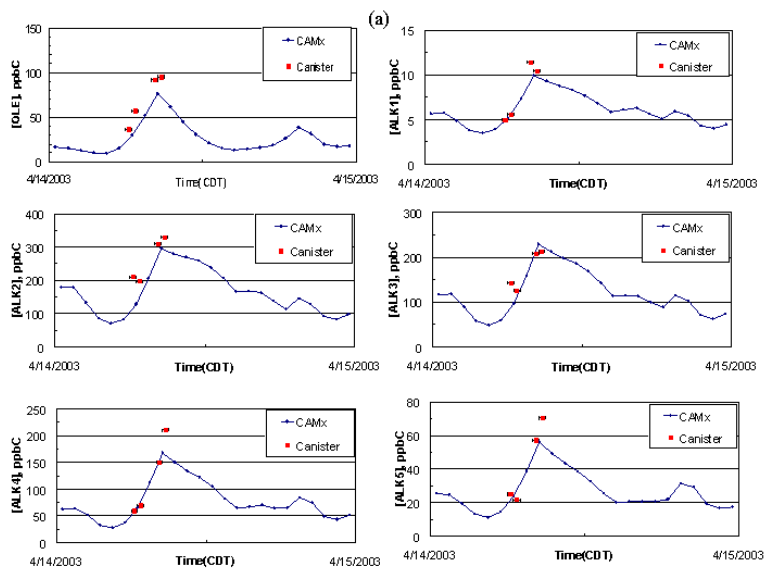 (a)
150
100
50
0
[OLE], ppbC
CAMx
Canister
4/14/2003
Time(CDT)
4/15/2003
15
10
5
0
[ALK1], ppbC
CAMx
Canister
4/14/2003
Time(CDT)
4/15/2003
400
300
200
100
0
[ALK2], ppbC
CAMx
Canister
4/14/2003
Time(CDT)
4/15/2003
300
200
100
0
[ALK3], ppbC
CAMx
Canister
4/14/2003
Time(CDT)
4/15/2003
250
200
150
100
50
0
[ALK4], ppbC
CAMx
Canister
4/14/2003
Time(CDT)
4/15/2003
80
60
40
20
0
[ALK5], ppbC
CAMx
Canister
4/14/2003
Time(CDT)
4/15/2003